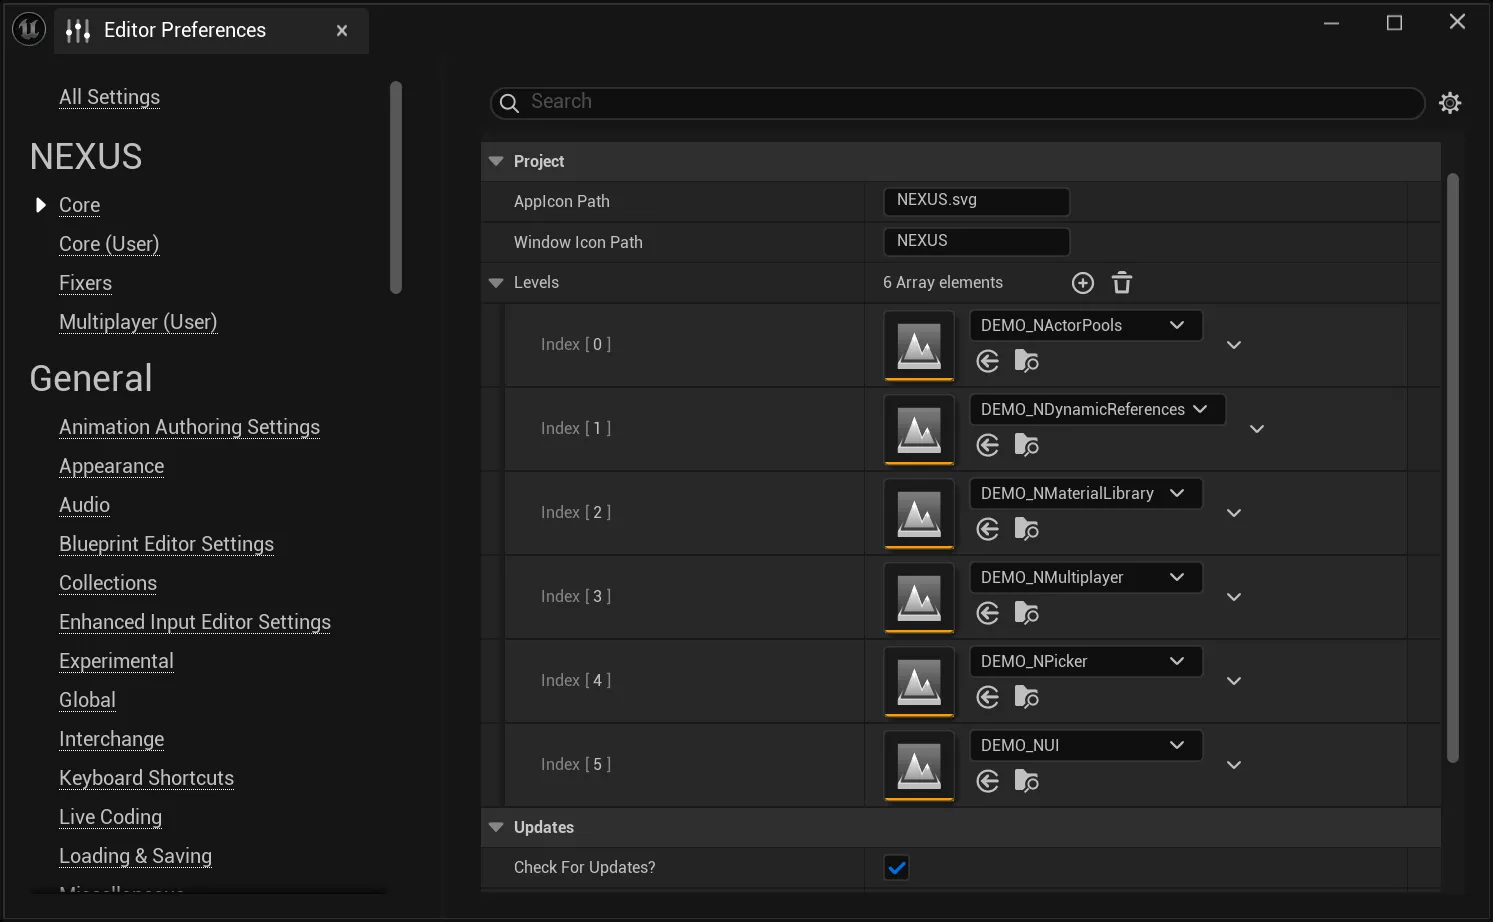 Editor Preferences
All Settings
NEXUS
Core
Core (User)
Fixers
Multiplayer (User)
General
Animation Authoring Settings
Appearance
Audio
Blueprint Editor Settings
Collections
Enhanced Input Editor Settings
Experimental
Global
Interchange
Keyboard Shortcuts
Live Coding
Loading & Saving
Search
Project
AppIcon Path
NEXUS.svg
Window Icon Path
NEXUS
Levels
6 Array elements
Index [ 0 ]
DEMO_NActorPools
Index [ 1 ]
DEMO_NDynamicReferences
Index [ 2 ]
DEMO_NMaterialLibrary
Index [ 3 ]
DEMO_NMultiplayer
Index [ 4 ]
DEMO_NPicker
Index [ 5 ]
DEMO_NUI
Updates
Check For Updates?